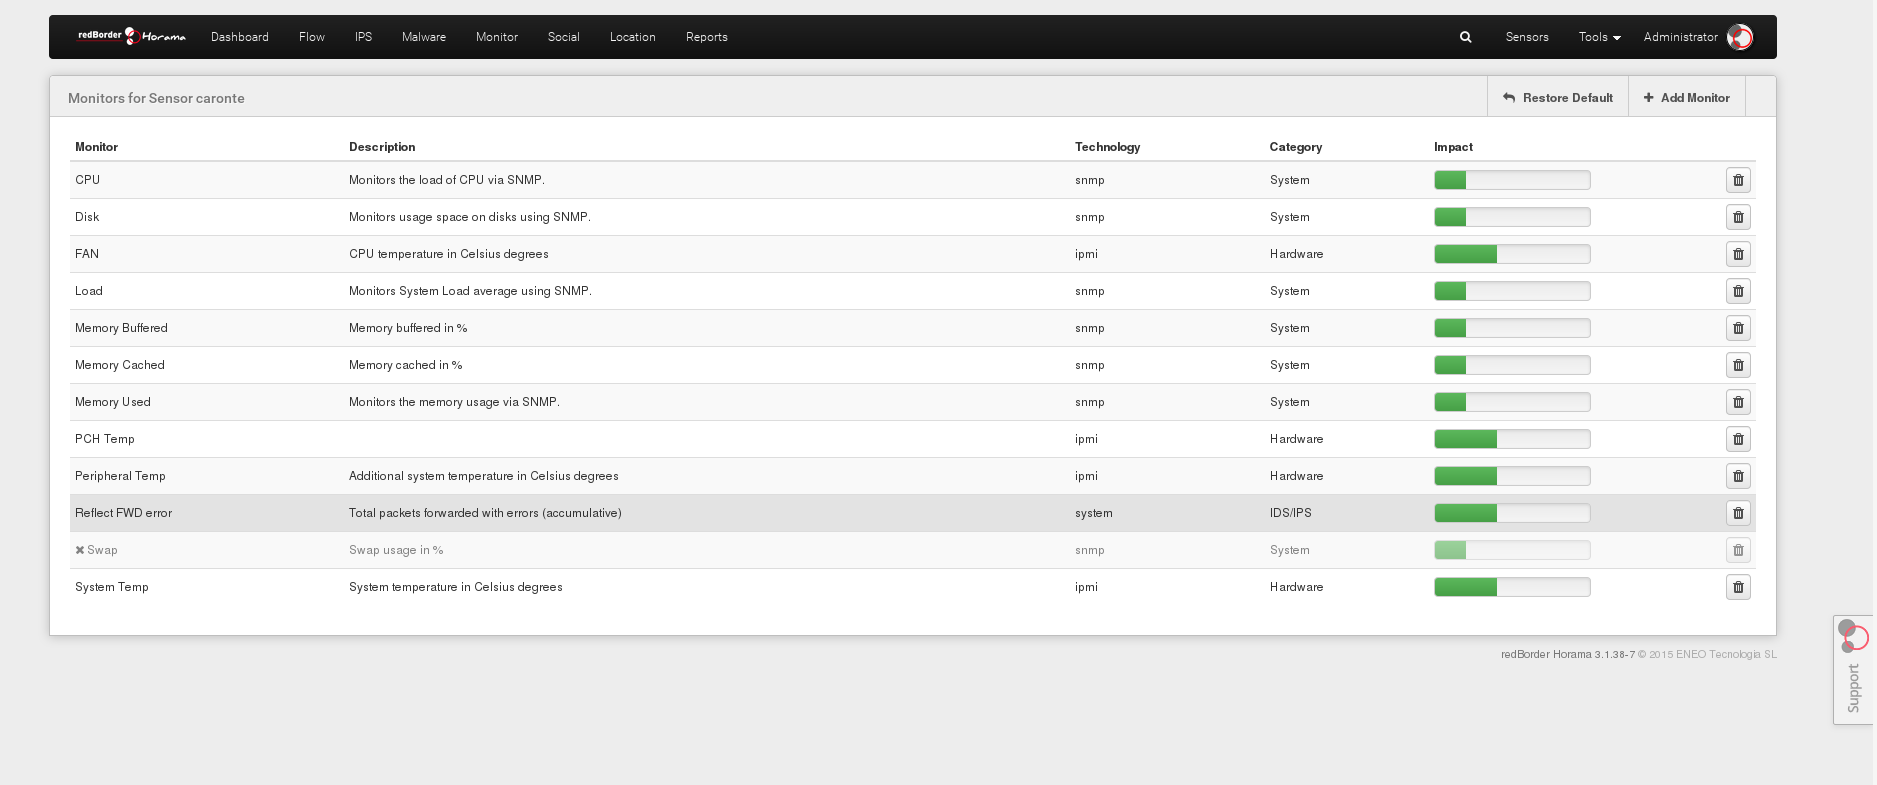 redBorder Horama Dashboard Flow IPS Malware Monitor Social Location Reports Sensors Tools Administrator
Monitors for Sensor caronte Restore Default Add Monitor
Monitor Description Technology Category Impact
CPU Monitors the load of CPU via SNMP. snmp System
Disk Monitors usage space on disks using SNMP. snmp System
FAN CPU temperature in Celsius degrees ipmi Hardware
Load Monitors System Load average using SNMP. snmp System
Memory Buffered Memory buffered in % snmp System
Memory Cached Memory cached in % snmp System
Memory Used Monitors the memory usage via SNMP. snmp System
PCH Temp ipmi Hardware
Peripheral Temp Additional system temperature in Celsius degrees ipmi Hardware
Reflect FWD error Total packets forwarded with errors (accumulative) system IDS/IPS
Swap Swap usage in % snmp System
System Temp System temperature in Celsius degrees ipmi Hardware
redBorder Horama 3.1.38-7 © 2015 ENEO Tecnologia SL
Support